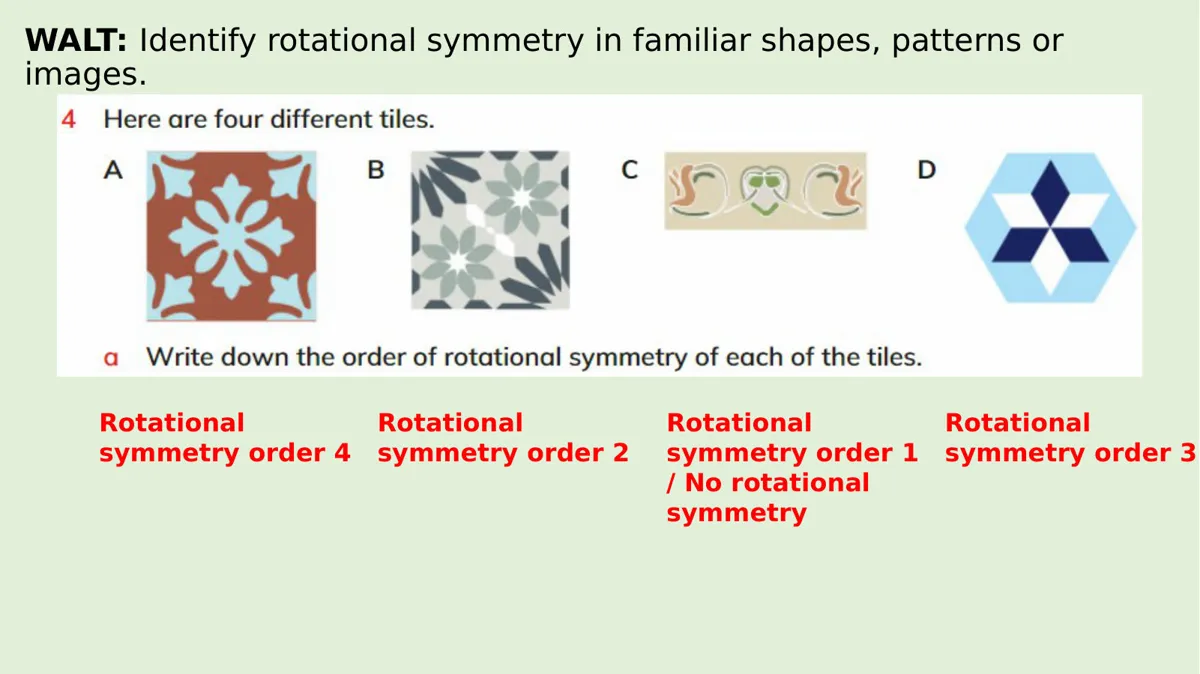 WALT: Identify rotational symmetry in familiar shapes, patterns or
images.
4 Here are four different tiles.
A B C D
a Write down the order of rotational symmetry of each of the tiles.
Rotational
symmetry order 4
Rotational
symmetry order 2
Rotational
symmetry order 1
/ No rotational
symmetry
Rotational
symmetry order 3